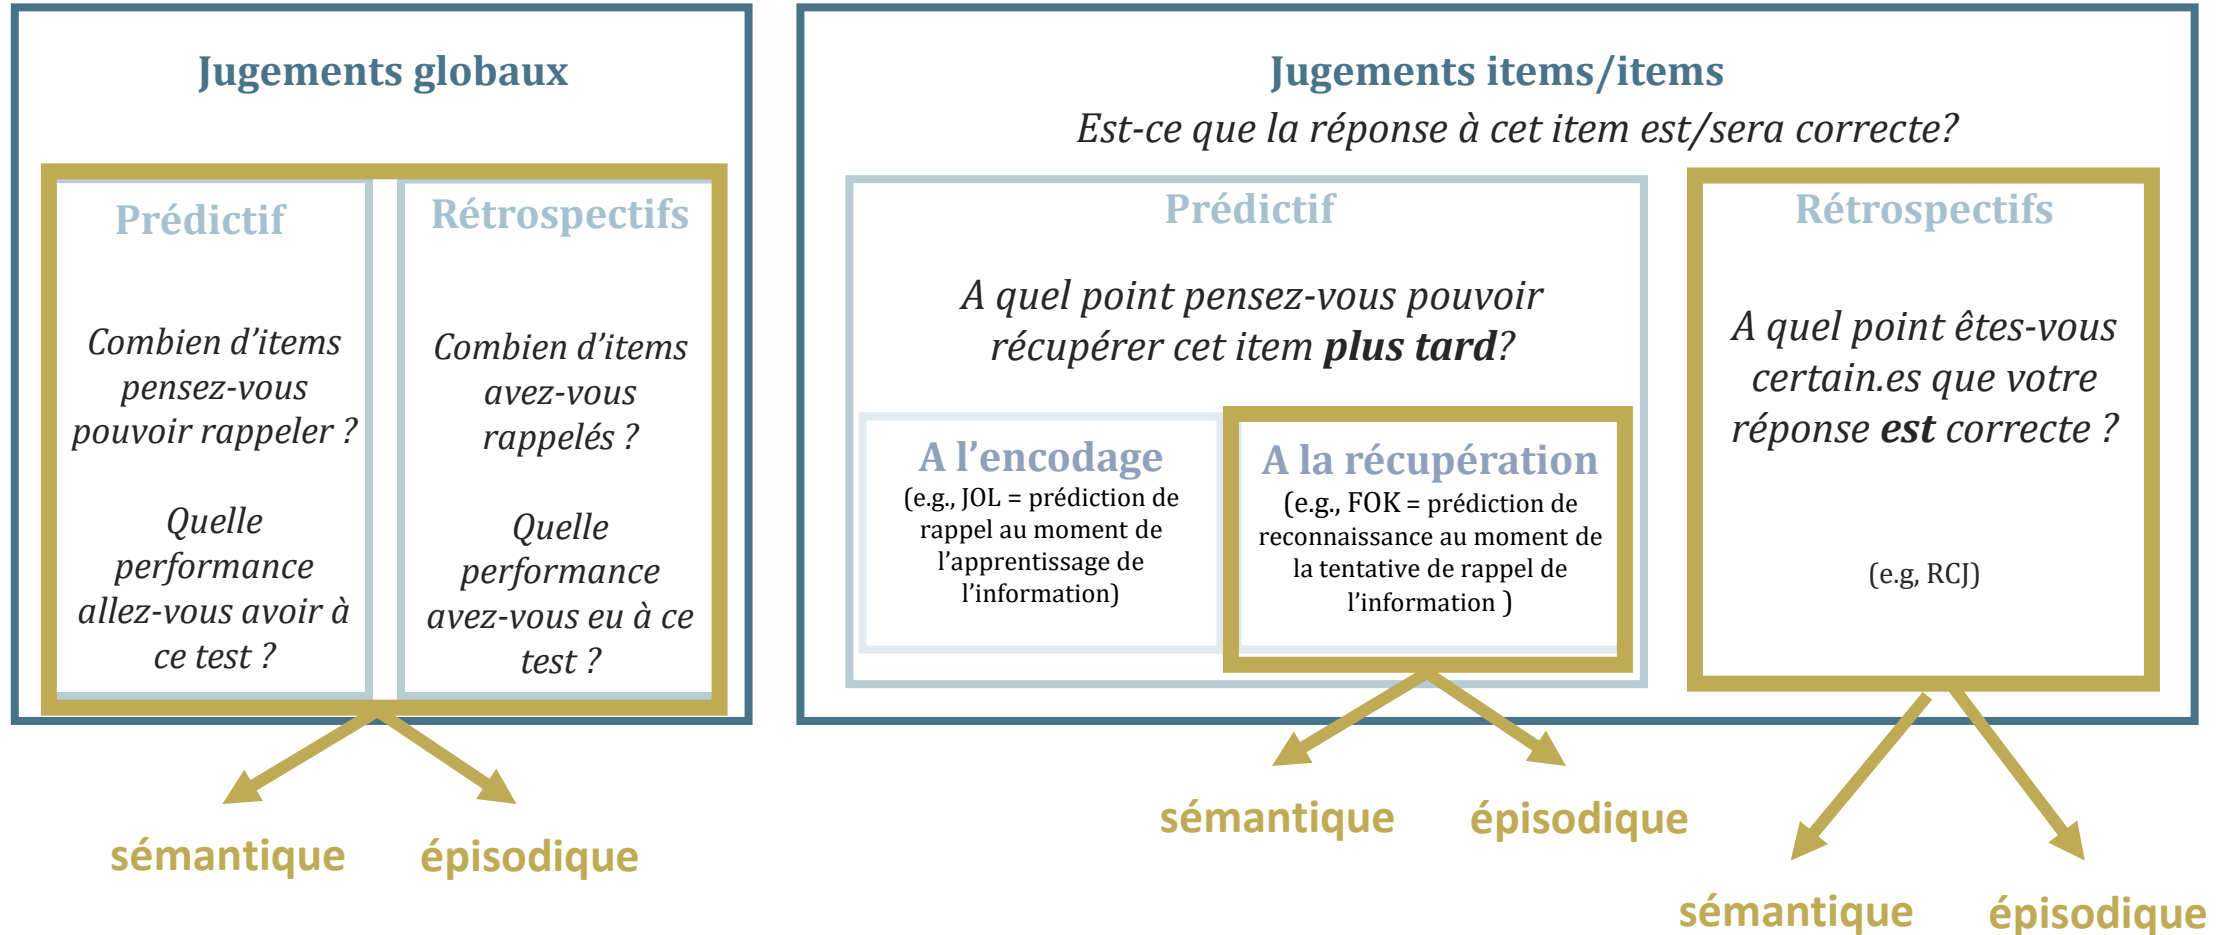 Jugements globaux
Prédictif
Combien d'items
pensez-vous
pouvoir rappeler ?
Quelle
performance
allez-vous avoir à
ce test ?
Rétrospectifs
Combien d'items
avez-vous
rappelés ?
Quelle
performance
avez-vous eu à ce
test ?
sémantique
épisodique
Jugements items/items
Est-ce que la réponse à cet item est/sera correcte?
Prédictif
A quel point pensez-vous pouvoir
récupérer cet item plus tard?
A l'encodage
(e.g., JOL = prédiction de
rappel au moment de
l'apprentissage de
l'information)
A la récupération
(e.g., FOK = prédiction de
reconnaissance au moment de
la tentative de rappel de
l'information )
sémantique
épisodique
Rétrospectifs
A quel point êtes-vous
certain.es que votre
réponse est correcte ?
(e.g, RCJ)
sémantique
épisodique